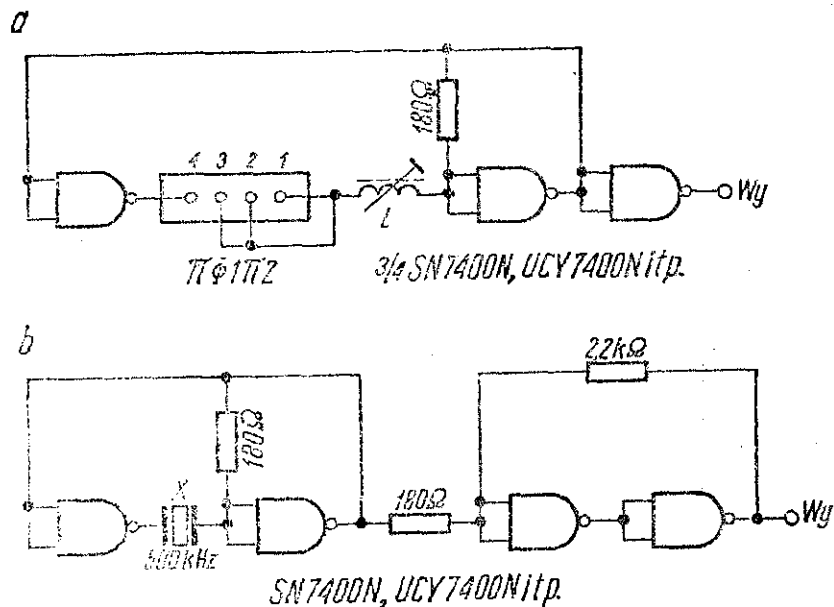 a
180Ω
4 3 2 1
L
Wy
ПФ1П2
3/4 SN7400N, UCY7400N itp.
b
2,2kΩ
180Ω
X
500kHz
180Ω
Wy
SN7400N, UCY7400N itp.